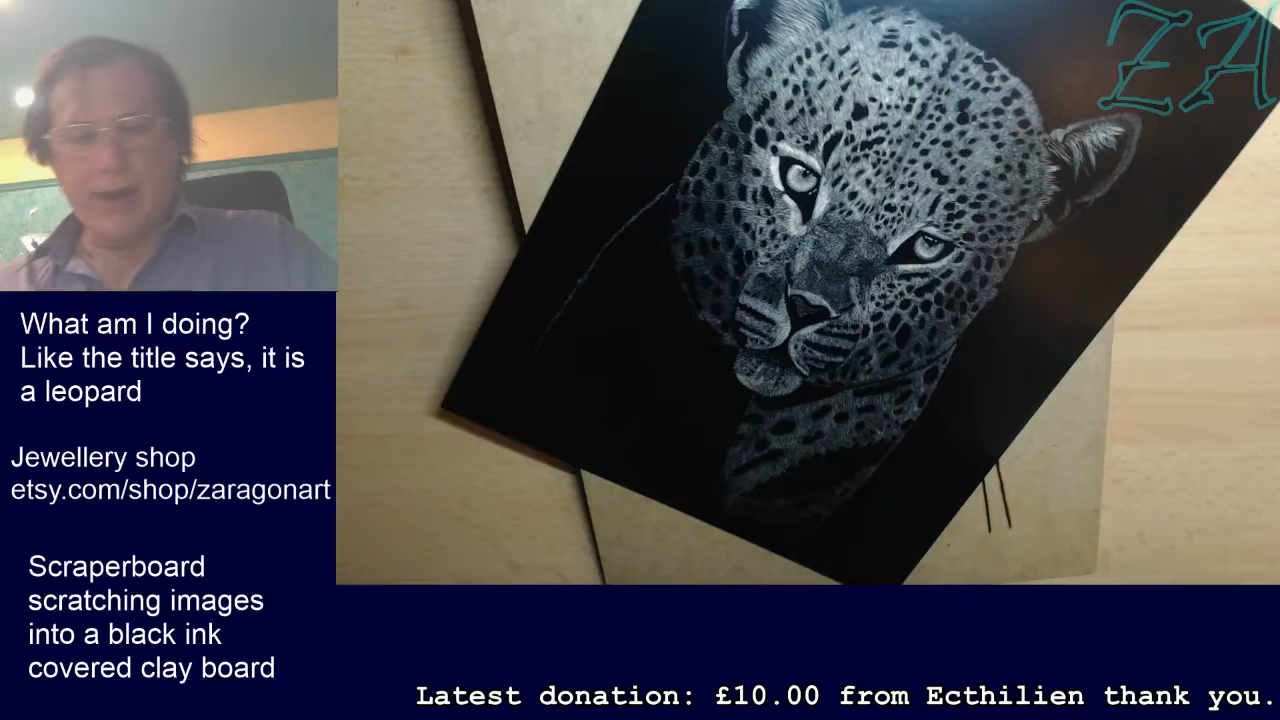 ZA
What am I doing?
Like the title says, it is
a leopard
Jewellery shop
etsy.com/shop/zaragonart
Scraperboard
scratching images
into a black ink
covered clay board
Latest donation: £10.00 from Ecthilien thank you.